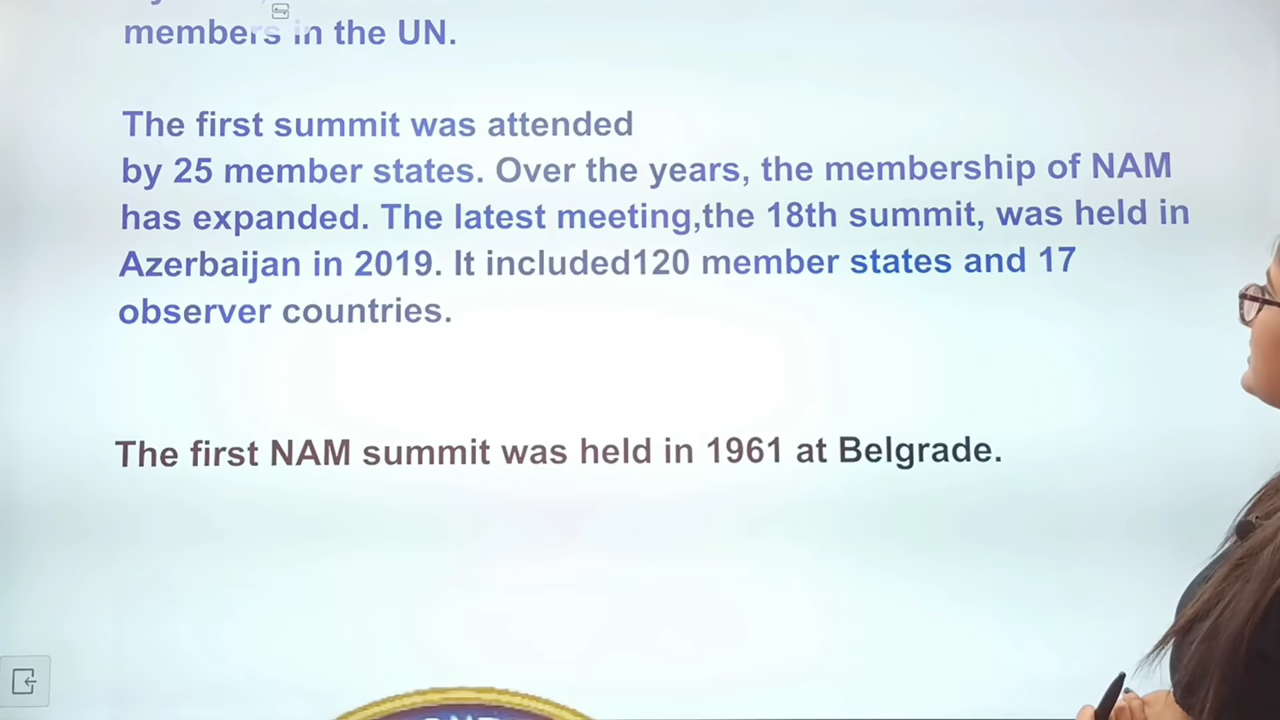 members in the UN.
The first summit was attended
by 25 member states. Over the years, the membership of NAM
has expanded. The latest meeting,the 18th summit, was held in
Azerbaijan in 2019. It included120 member states and 17
observer countries.
The first NAM summit was held in 1961 at Belgrade.